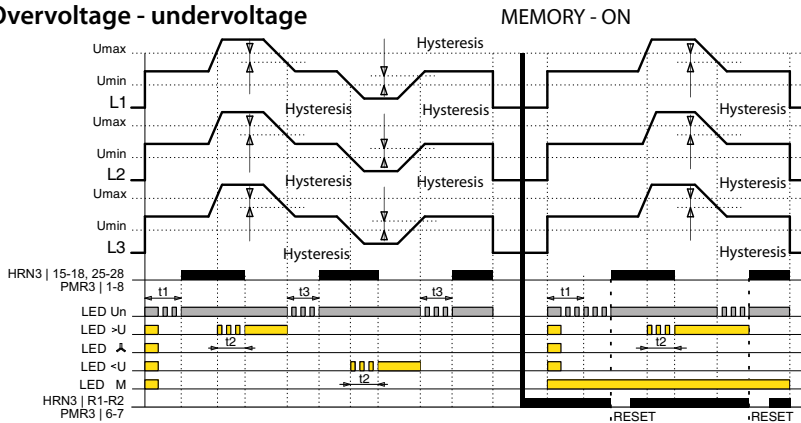 Overvoltage - undervoltage
MEMORY - ON
Umax
Hysteresis
Umin
L1
Hysteresis
Hysteresis
Hysteresis
Umax
Umin
L2
Hysteresis
Hysteresis
Hysteresis
Umax
Umin
L3
Hysteresis
Hysteresis
HRN3 | 15-18, 25-28
PMR3 | 1-8
t1
t3
t3
t1
LED Un
LED >U
t2
t2
LED
LED <U
t2
LED M
HRN3 | R1-R2
PMR3 | 6-7
RESET
RESET